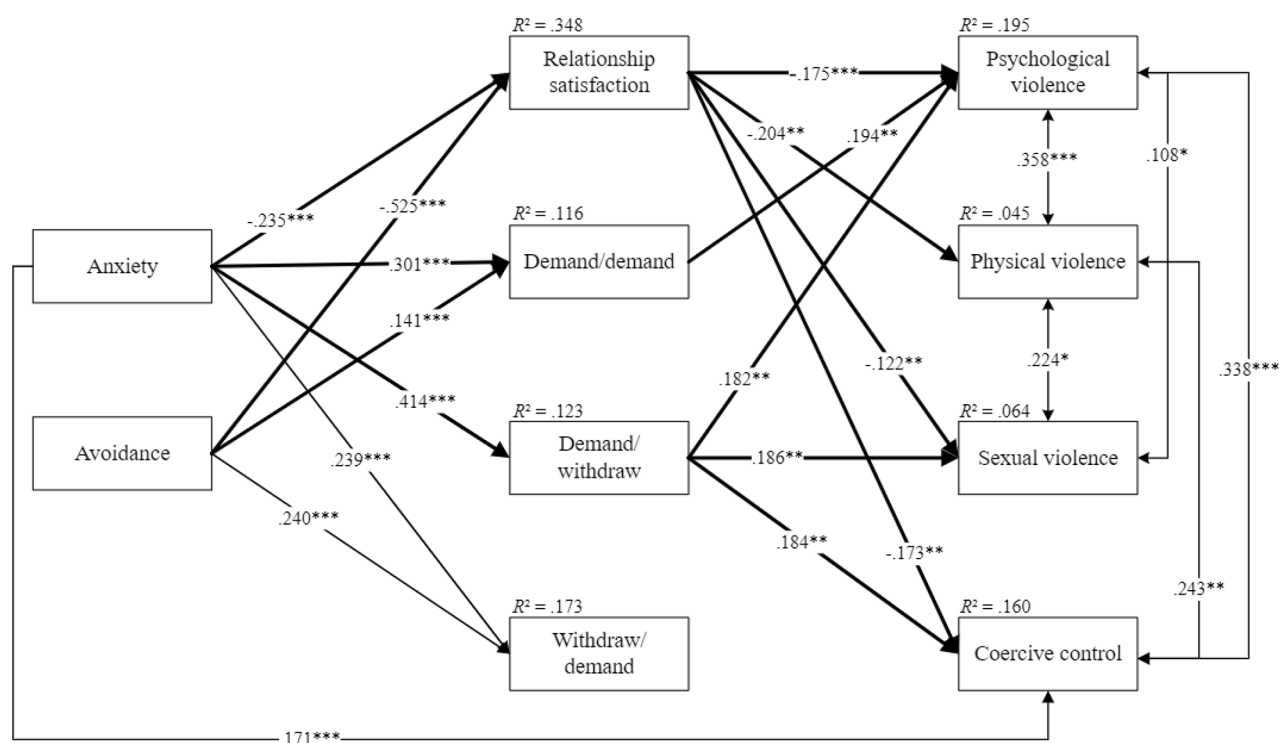 R² = .348
R² = .195
Relationship
satisfaction
Psychological
violence
-.175***
-.204**
.194**
.358***
.108*
-.235***
-.525***
R² = .116
R² = .045
Anxiety
.301***
Demand/demand
Physical violence
.141***
.224*
-.122**
.338***
.182**
.414***
R² = .123
R² = .064
Avoidance
.239***
Demand/
withdraw
.186**
Sexual violence
.240***
.184**
-.173**
.243**
R² = .173
R² = .160
Withdraw/
demand
Coercive control
.171***